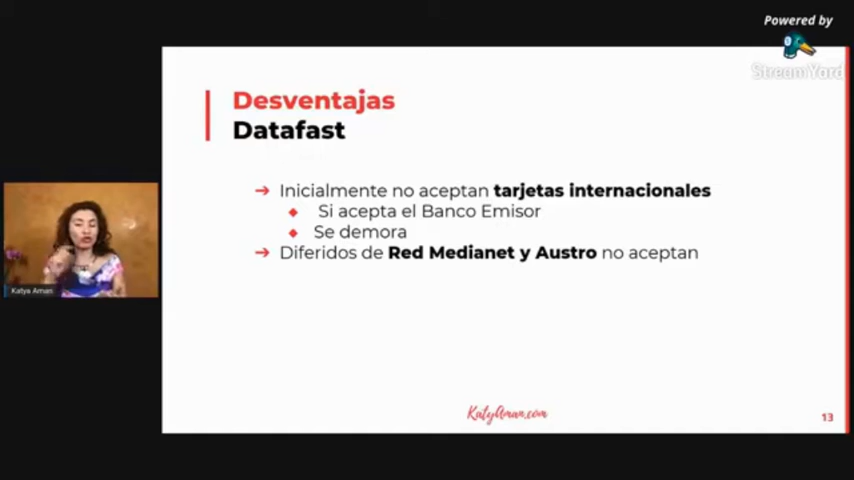 Powered by
StreamYard
Desventajas
Datafast
➔ Inicialmente no aceptan tarjetas internacionales
◆ Si acepta el Banco Emisor
◆ Se demora
➔ Diferidos de Red Medianet y Austro no aceptan
Katya Aman
KatyAman.com
13